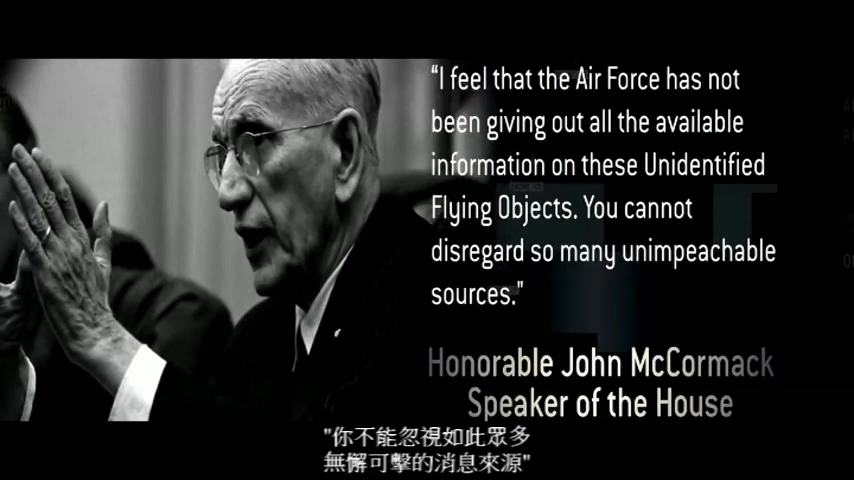 “I feel that the Air Force has not
been giving out all the available
information on these Unidentified
Flying Objects. You cannot
disregard so many unimpeachable
sources."
Honorable John McCormack
Speaker of the House
"你不能忽視如此眾多
無懈可擊的消息來源"